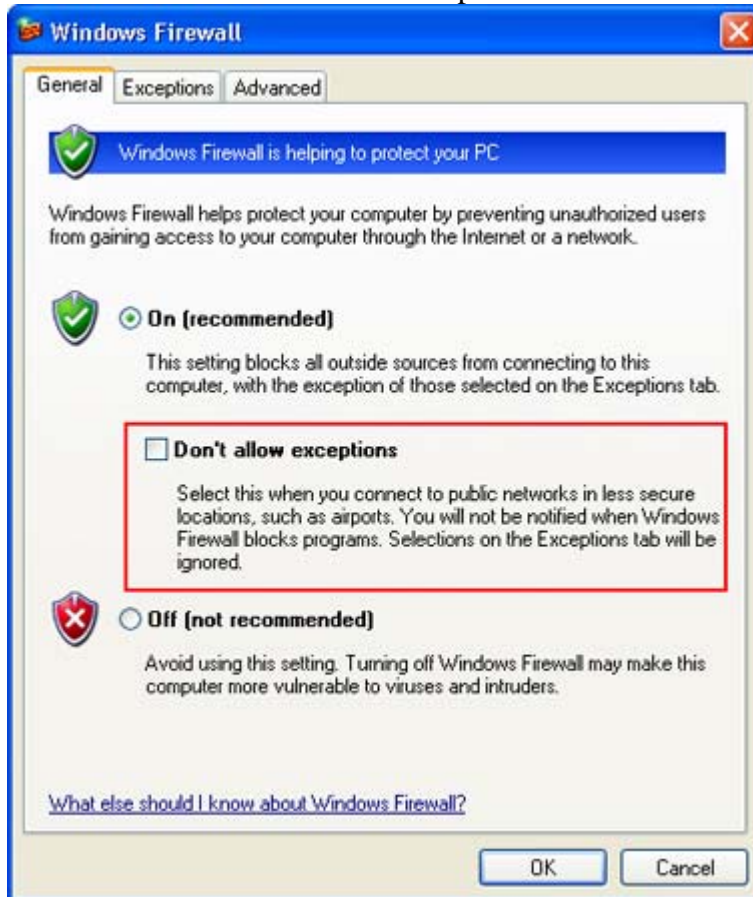 Windows Firewall
General Exceptions Advanced
Windows Firewall is helping to protect your PC
Windows Firewall helps protect your computer by preventing unauthorized users
from gaining access to your computer through the Internet or a network.
On (recommended)
This setting blocks all outside sources from connecting to this
computer, with the exception of those selected on the Exceptions tab.
Don't allow exceptions
Select this when you connect to public networks in less secure
locations, such as airports. You will not be notified when Windows
Firewall blocks programs. Selections on the Exceptions tab will be
ignored.
Off (not recommended)
Avoid using this setting. Turning off Windows Firewall may make this
computer more vulnerable to viruses and intruders.
What else should I know about Windows Firewall?
OK Cancel